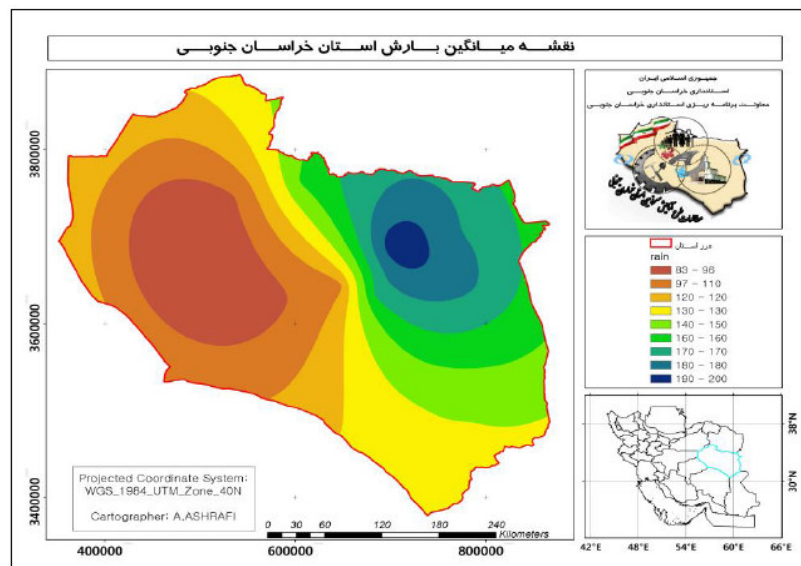 نقشه میانگین بارش استان خراسان جنوبی
جمهوری اسلامی ایران
استانداری خراسان جنوبی
معاونت برنامه ریزی استانداری خراسان جنوبی
3800000
3600000
3400000
400000 600000 800000
Projected Coordinate System:
WGS_1984_UTM_Zone_40N
Cartographer: A,ASHRAFI
0 30 60 120 180 240
Kilometers
مرز استان
rain
83 - 96
97 - 110
120 - 120
130 - 130
140 - 150
160 - 160
170 - 170
180 - 180
190 - 200
38°N
30°N
42°E 48°E 54°E 60°E 66°E